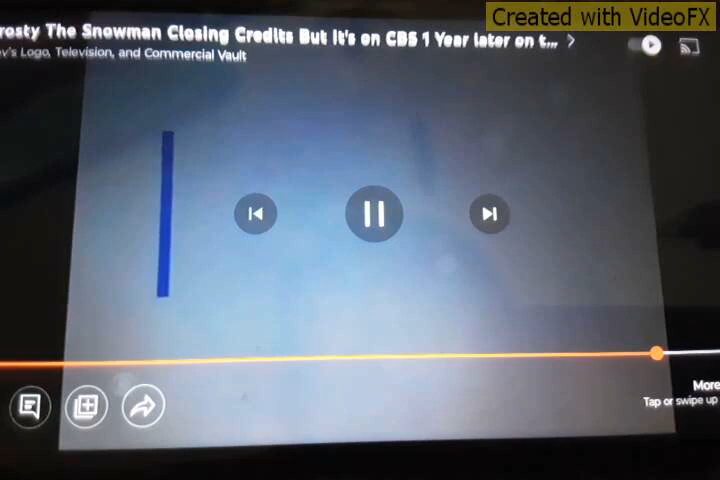 Created with VideoFX
rosty The Snowman Closing Credits But It's on CBS 1 Year later on t...
v's Logo, Television, and Commercial Vault
More
Tap or swipe up